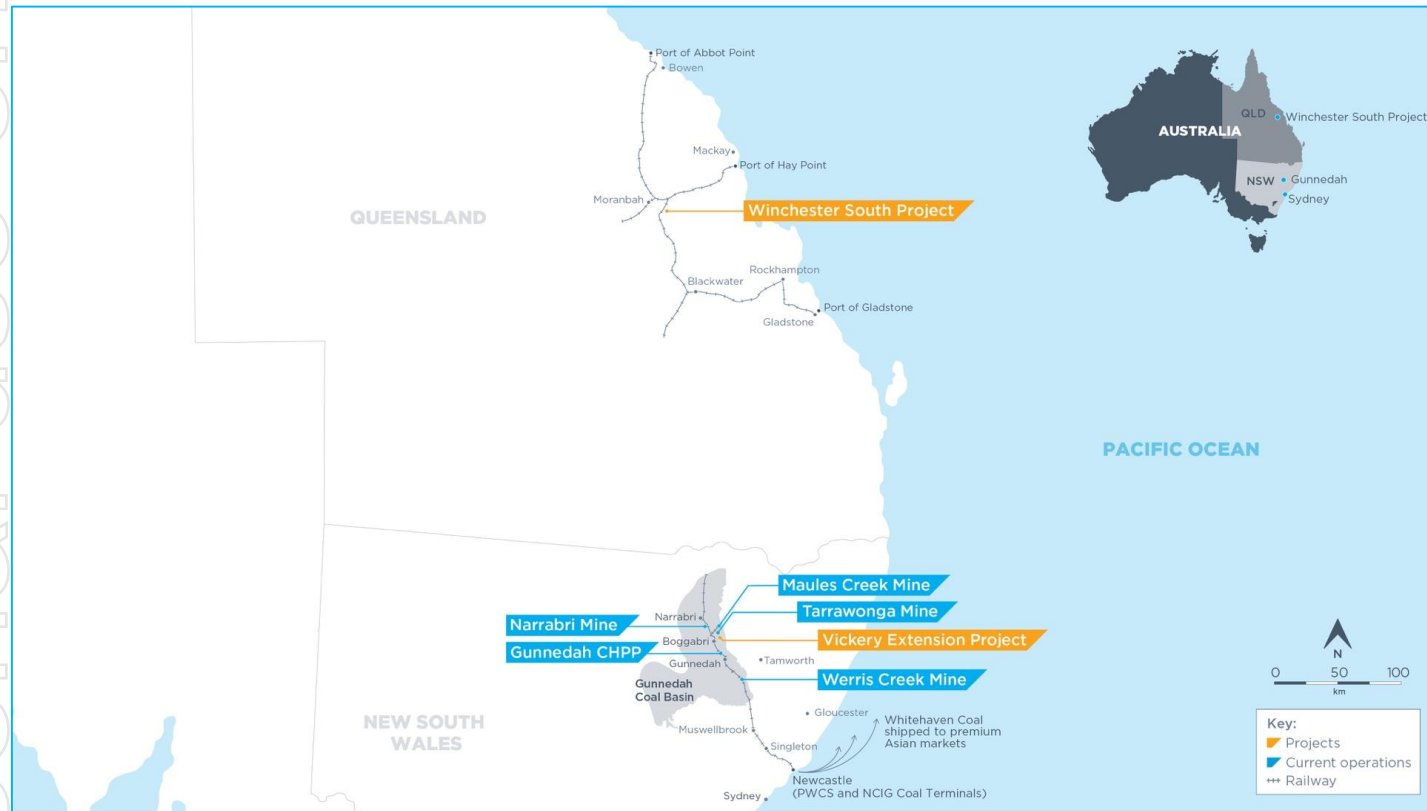 Port of Abbot Point
Bowen
Mackay
Port of Hay Point
Moranbah
Winchester South Project
QUEENSLAND
Blackwater
Rockhampton
Port of Gladstone
Gladstone
AUSTRALIA
QLD
Winchester South Project
NSW
Gunnedah
Sydney
PACIFIC OCEAN
Maules Creek Mine
Narrabri
Tarrawonga Mine
Narrabri Mine
Boggabri
Vickery Extension Project
Gunnedah CHPP
Gunnedah
Tamworth
Werris Creek Mine
Gunnedah
Coal Basin
NEW SOUTH
WALES
Gloucester
Muswellbrook
Whitehaven Coal
shipped to premium
Asian markets
Singleton
Newcastle
(PWCS and NCIG Coal Terminals)
Sydney
N
0 50 100
km
Key:
Projects
Current operations
Railway